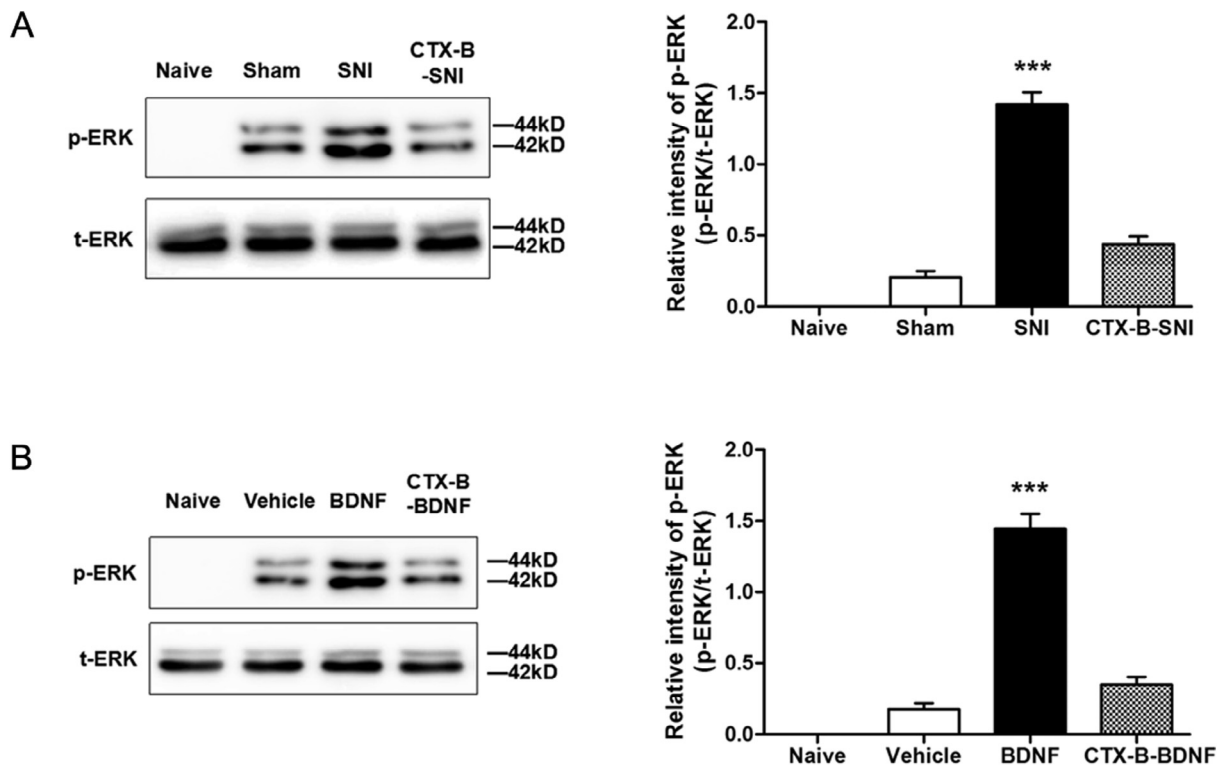 A
Naive Sham SNI CTX-B
-SNI
p-ERK
44kD
42kD
t-ERK
44kD
42kD
Relative intensity of p-ERK
(p-ERK/t-ERK)
2.0
1.5
1.0
0.5
0.0
***
Naive Sham SNI CTX-B-SNI
B
Naive Vehicle BDNF CTX-B
-BDNF
p-ERK
44kD
42kD
t-ERK
44kD
42kD
Relative intensity of p-ERK
(p-ERK/t-ERK)
2.0
1.5
1.0
0.5
0.0
***
Naive Vehicle BDNF CTX-B-BDNF